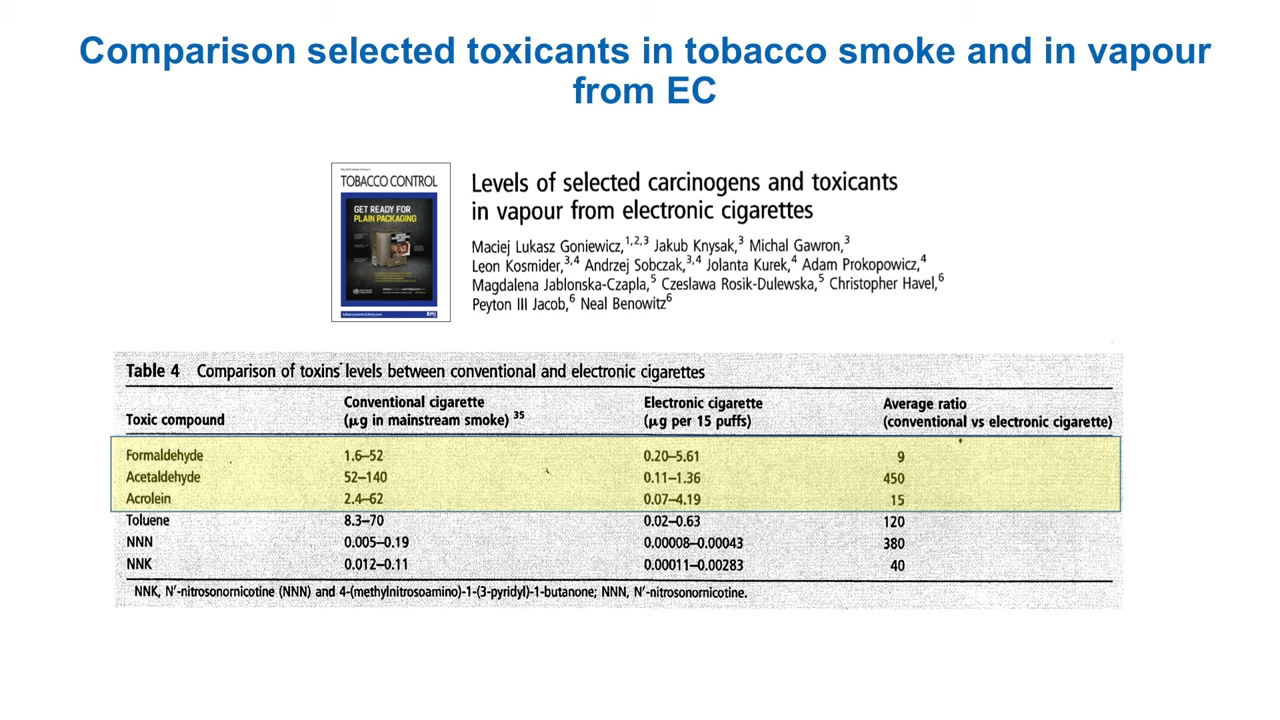 Comparison selected toxicants in tobacco smoke and in vapour
from EC
TOBACCO CONTROL
GET READY FOR
PLAIN PACKAGING
BMJ
Levels of selected carcinogens and toxicants
in vapour from electronic cigarettes
Maciej Lukasz Goniewicz,1,2,3 Jakub Knysak,3 Michal Gawron,3
Leon Kosmider,3,4 Andrzej Sobczak,3,4 Jolanta Kurek,4 Adam Prokopowicz,4
Magdalena Jablonska-Czapla,5 Czeslawa Rosik-Dulewska,5 Christopher Havel,6
Peyton III Jacob,6 Neal Benowitz6
Table 4 Comparison of toxins levels between conventional and electronic cigarettes
Toxic compound Conventional cigarette (µg in mainstream smoke) 35 Electronic cigarette (µg per 15 puffs) Average ratio (conventional vs electronic cigarette)
Formaldehyde 1.6–52 0.20–5.61 9
Acetaldehyde 52–140 0.11–1.36 450
Acrolein 2.4–62 0.07–4.19 15
Toluene 8.3–70 0.02–0.63 120
NNN 0.005–0.19 0.00008–0.00043 380
NNK 0.012–0.11 0.00011–0.00283 40
NNK, N′-nitrosonornicotine (NNN) and 4-(methylnitrosoamino)-1-(3-pyridyl)-1-butanone; NNN, N′-nitrosonornicotine.